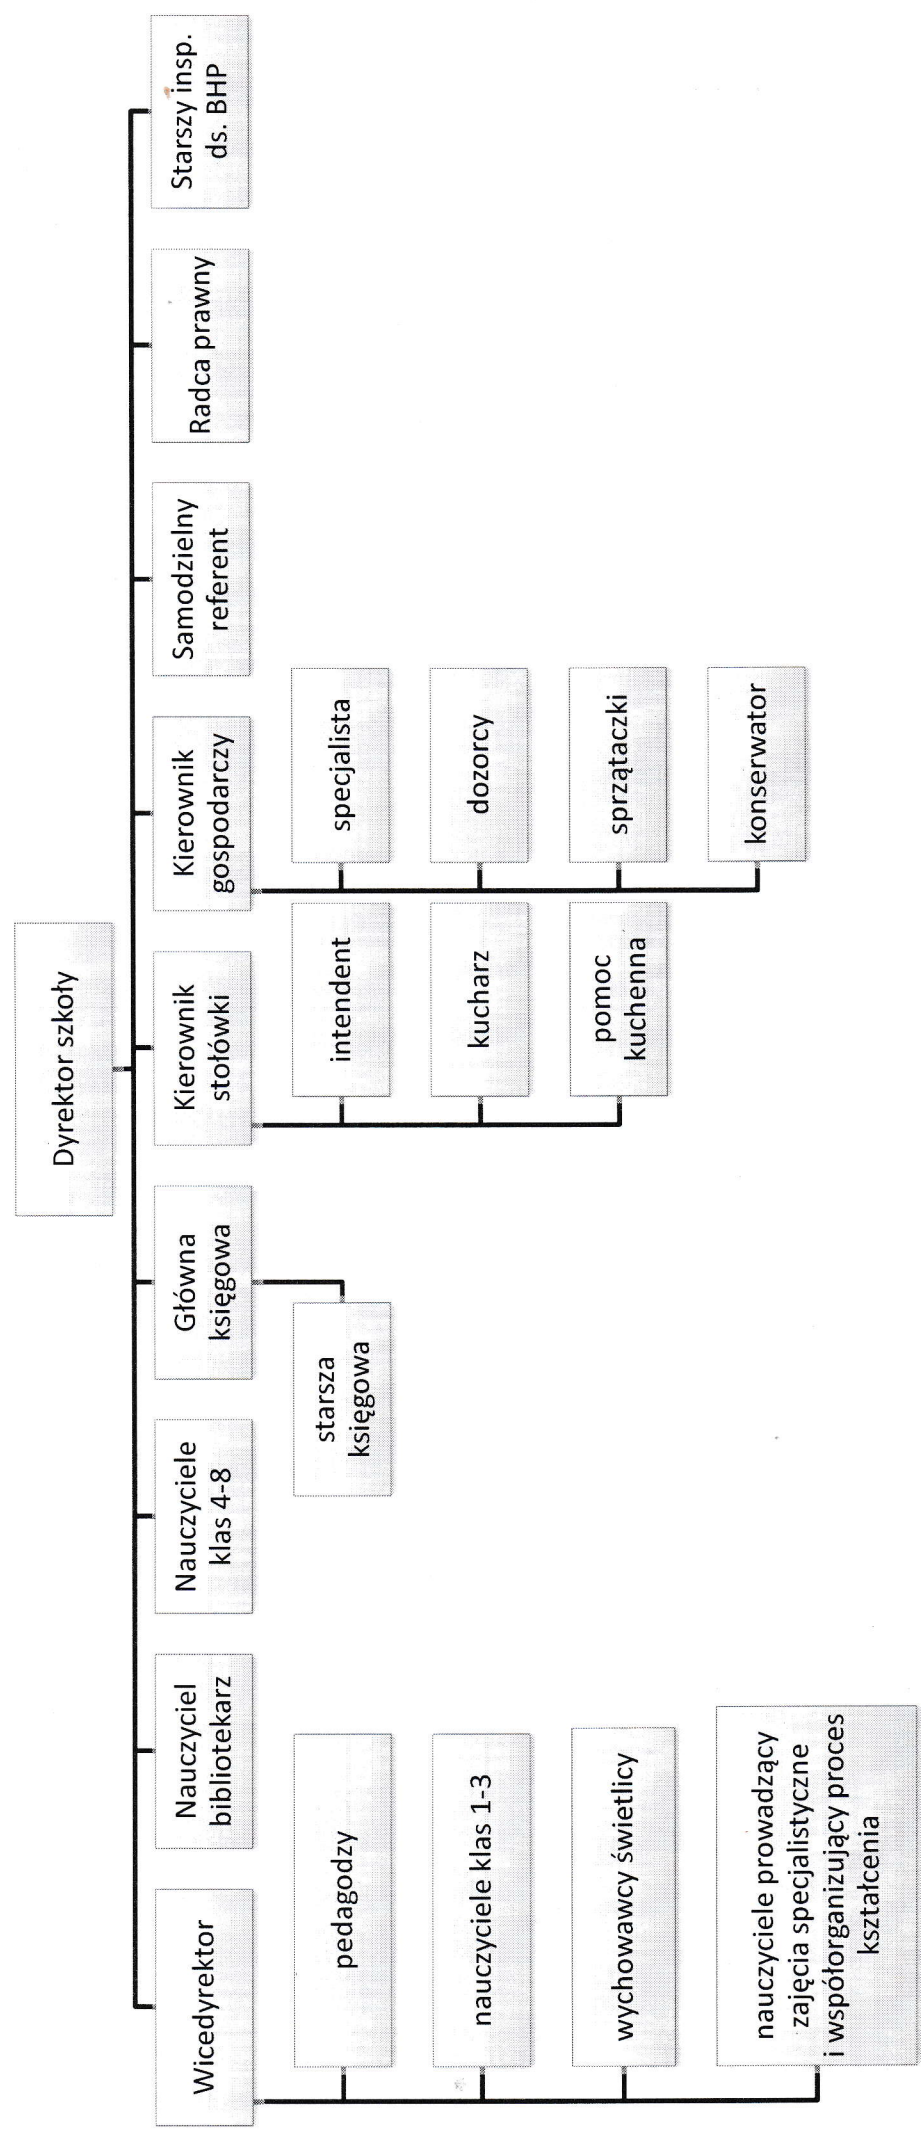 Dyrektor szkoły
Wicedyrektor
Nauczyciel
bibliotekarz
Nauczyciele
klas 4-8
Główna
księgowa
Kierownik
stołówki
Kierownik
gospodarczy
Samodzielny
referent
Radca prawny
Starszy insp.
ds. BHP
pedagodzy
nauczyciele klas 1-3
wychowawcy świetlicy
nauczyciele prowadzący
zajęcia specjalistyczne
i współorganizujący proces
kształcenia
starsza
księgowa
intendent
kucharz
pomoc
kuchenna
specjalista
dozorcy
sprzątaczki
konserwator